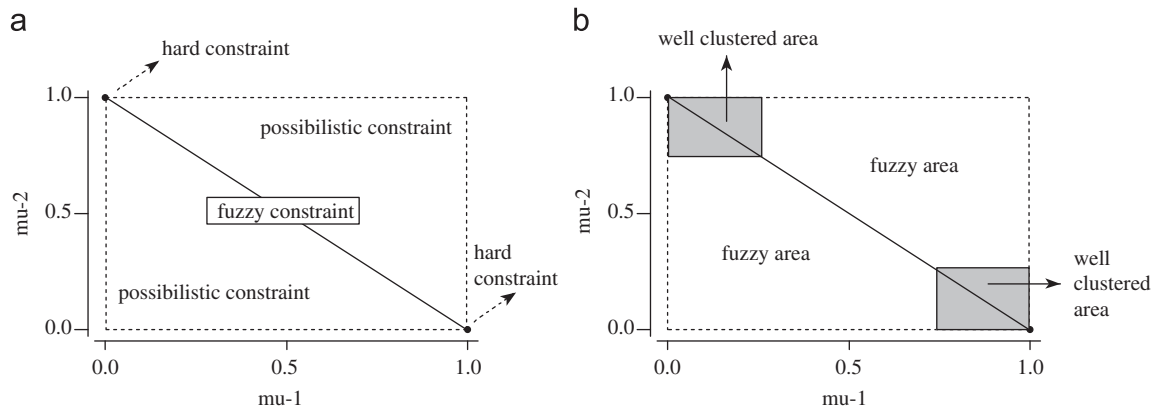 a
hard constraint
1.0
possibilistic constraint
mu-2
0.5
fuzzy constraint
hard
constraint
possibilistic constraint
0.0
0.0
0.5
1.0
mu-1
b
well clustered area
1.0
fuzzy area
mu-2
0.5
fuzzy area
well
clustered
area
0.0
0.0
0.5
1.0
mu-1